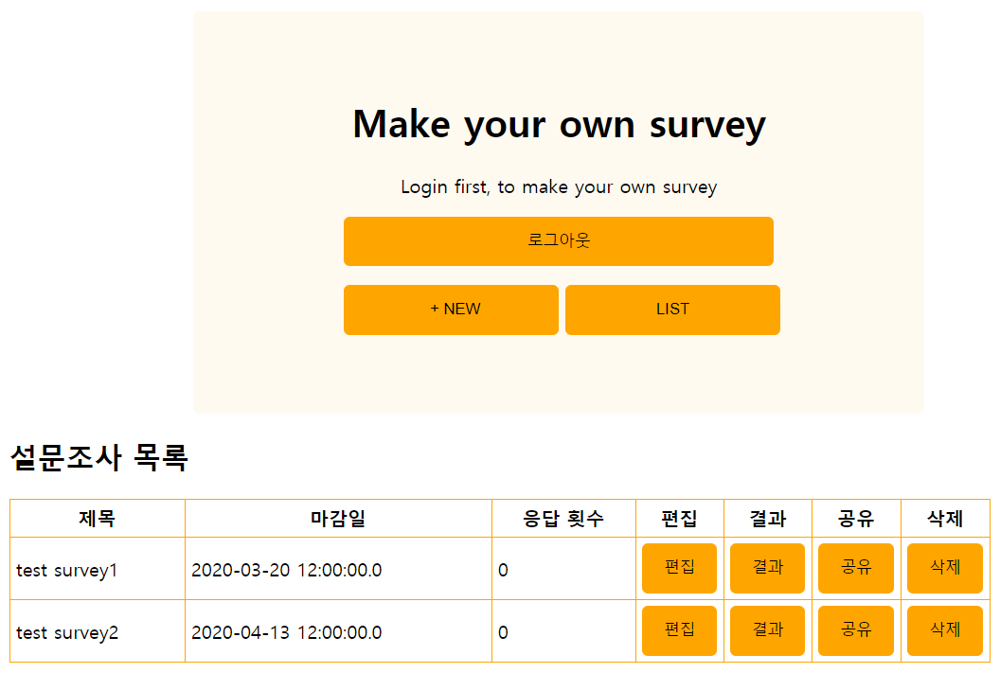 Make your own survey
Login first, to make your own survey
로그아웃
+ NEW LIST
설문조사 목록
제목 마감일 응답 횟수 편집 결과 공유 삭제
test survey1 2020-03-20 12:00:00.0 0 편집 결과 공유 삭제
test survey2 2020-04-13 12:00:00.0 0 편집 결과 공유 삭제